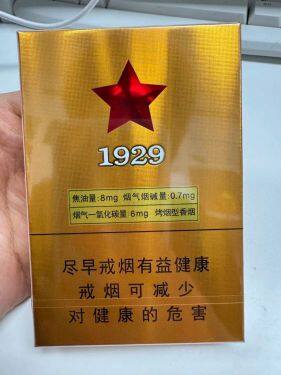 1929
焦油量:8mg 烟气烟碱量:0.7mg
烟气一氧化碳量:6mg 烤烟型香烟
尽早戒烟有益健康
戒烟可减少
对健康的危害